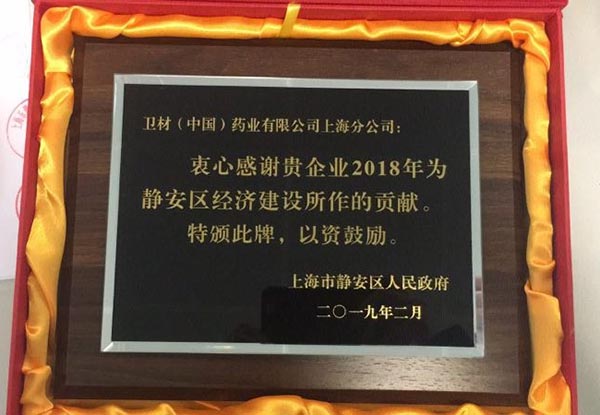 卫材（中国）药业有限公司上海分公司：
衷心感谢贵企业2018年为
静安区经济建设所作的贡献。
特颁此牌，以资鼓励。
上海市静安区人民政府
二〇一九年二月